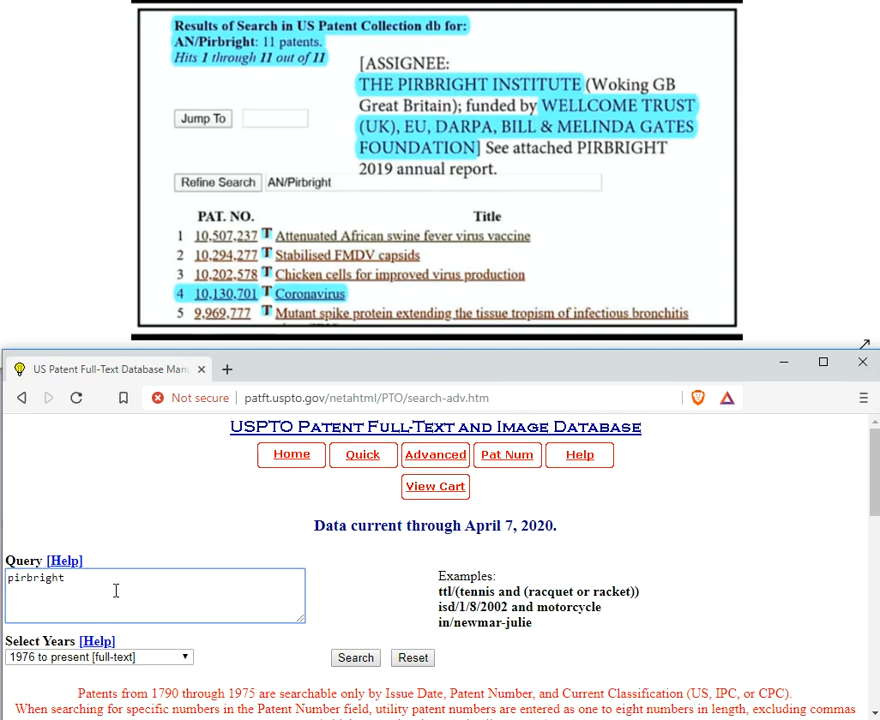 Results of Search in US Patent Collection db for:
AN/Pirbright: 11 patents.
Hits 1 through 11 out of 11
[ASSIGNEE:
THE PIRBRIGHT INSTITUTE (Woking GB
Great Britain); funded by WELLCOME TRUST
(UK), EU, DARPA, BILL & MELINDA GATES
FOUNDATION] See attached PIRBRIGHT
2019 annual report.
Jump To
Refine Search AN/Pirbright
PAT. NO. Title
1 10,507,237 T Attenuated African swine fever virus vaccine
2 10,294,277 T Stabilised FMDV capsids
3 10,202,578 T Chicken cells for improved virus production
4 10,130,701 T Coronavirus
5 9,969,777 T Mutant spike protein extending the tissue tropism of infectious bronchitis
US Patent Full-Text Database Man
Not secure patft.uspto.gov/netahtml/PTO/search-adv.htm
USPTO PATENT FULL-TEXT AND IMAGE DATABASE
Home Quick Advanced Pat Num Help
View Cart
Data current through April 7, 2020.
Query [Help]
pirbright
Examples:
ttl/(tennis and (racquet or racket))
isd/1/8/2002 and motorcycle
in/newmar-julie
Select Years [Help]
1976 to present [full-text] Search Reset
Patents from 1790 through 1975 are searchable only by Issue Date, Patent Number, and Current Classification (US, IPC, or CPC).
When searching for specific numbers in the Patent Number field, utility patent numbers are entered as one to eight numbers in length, excluding commas